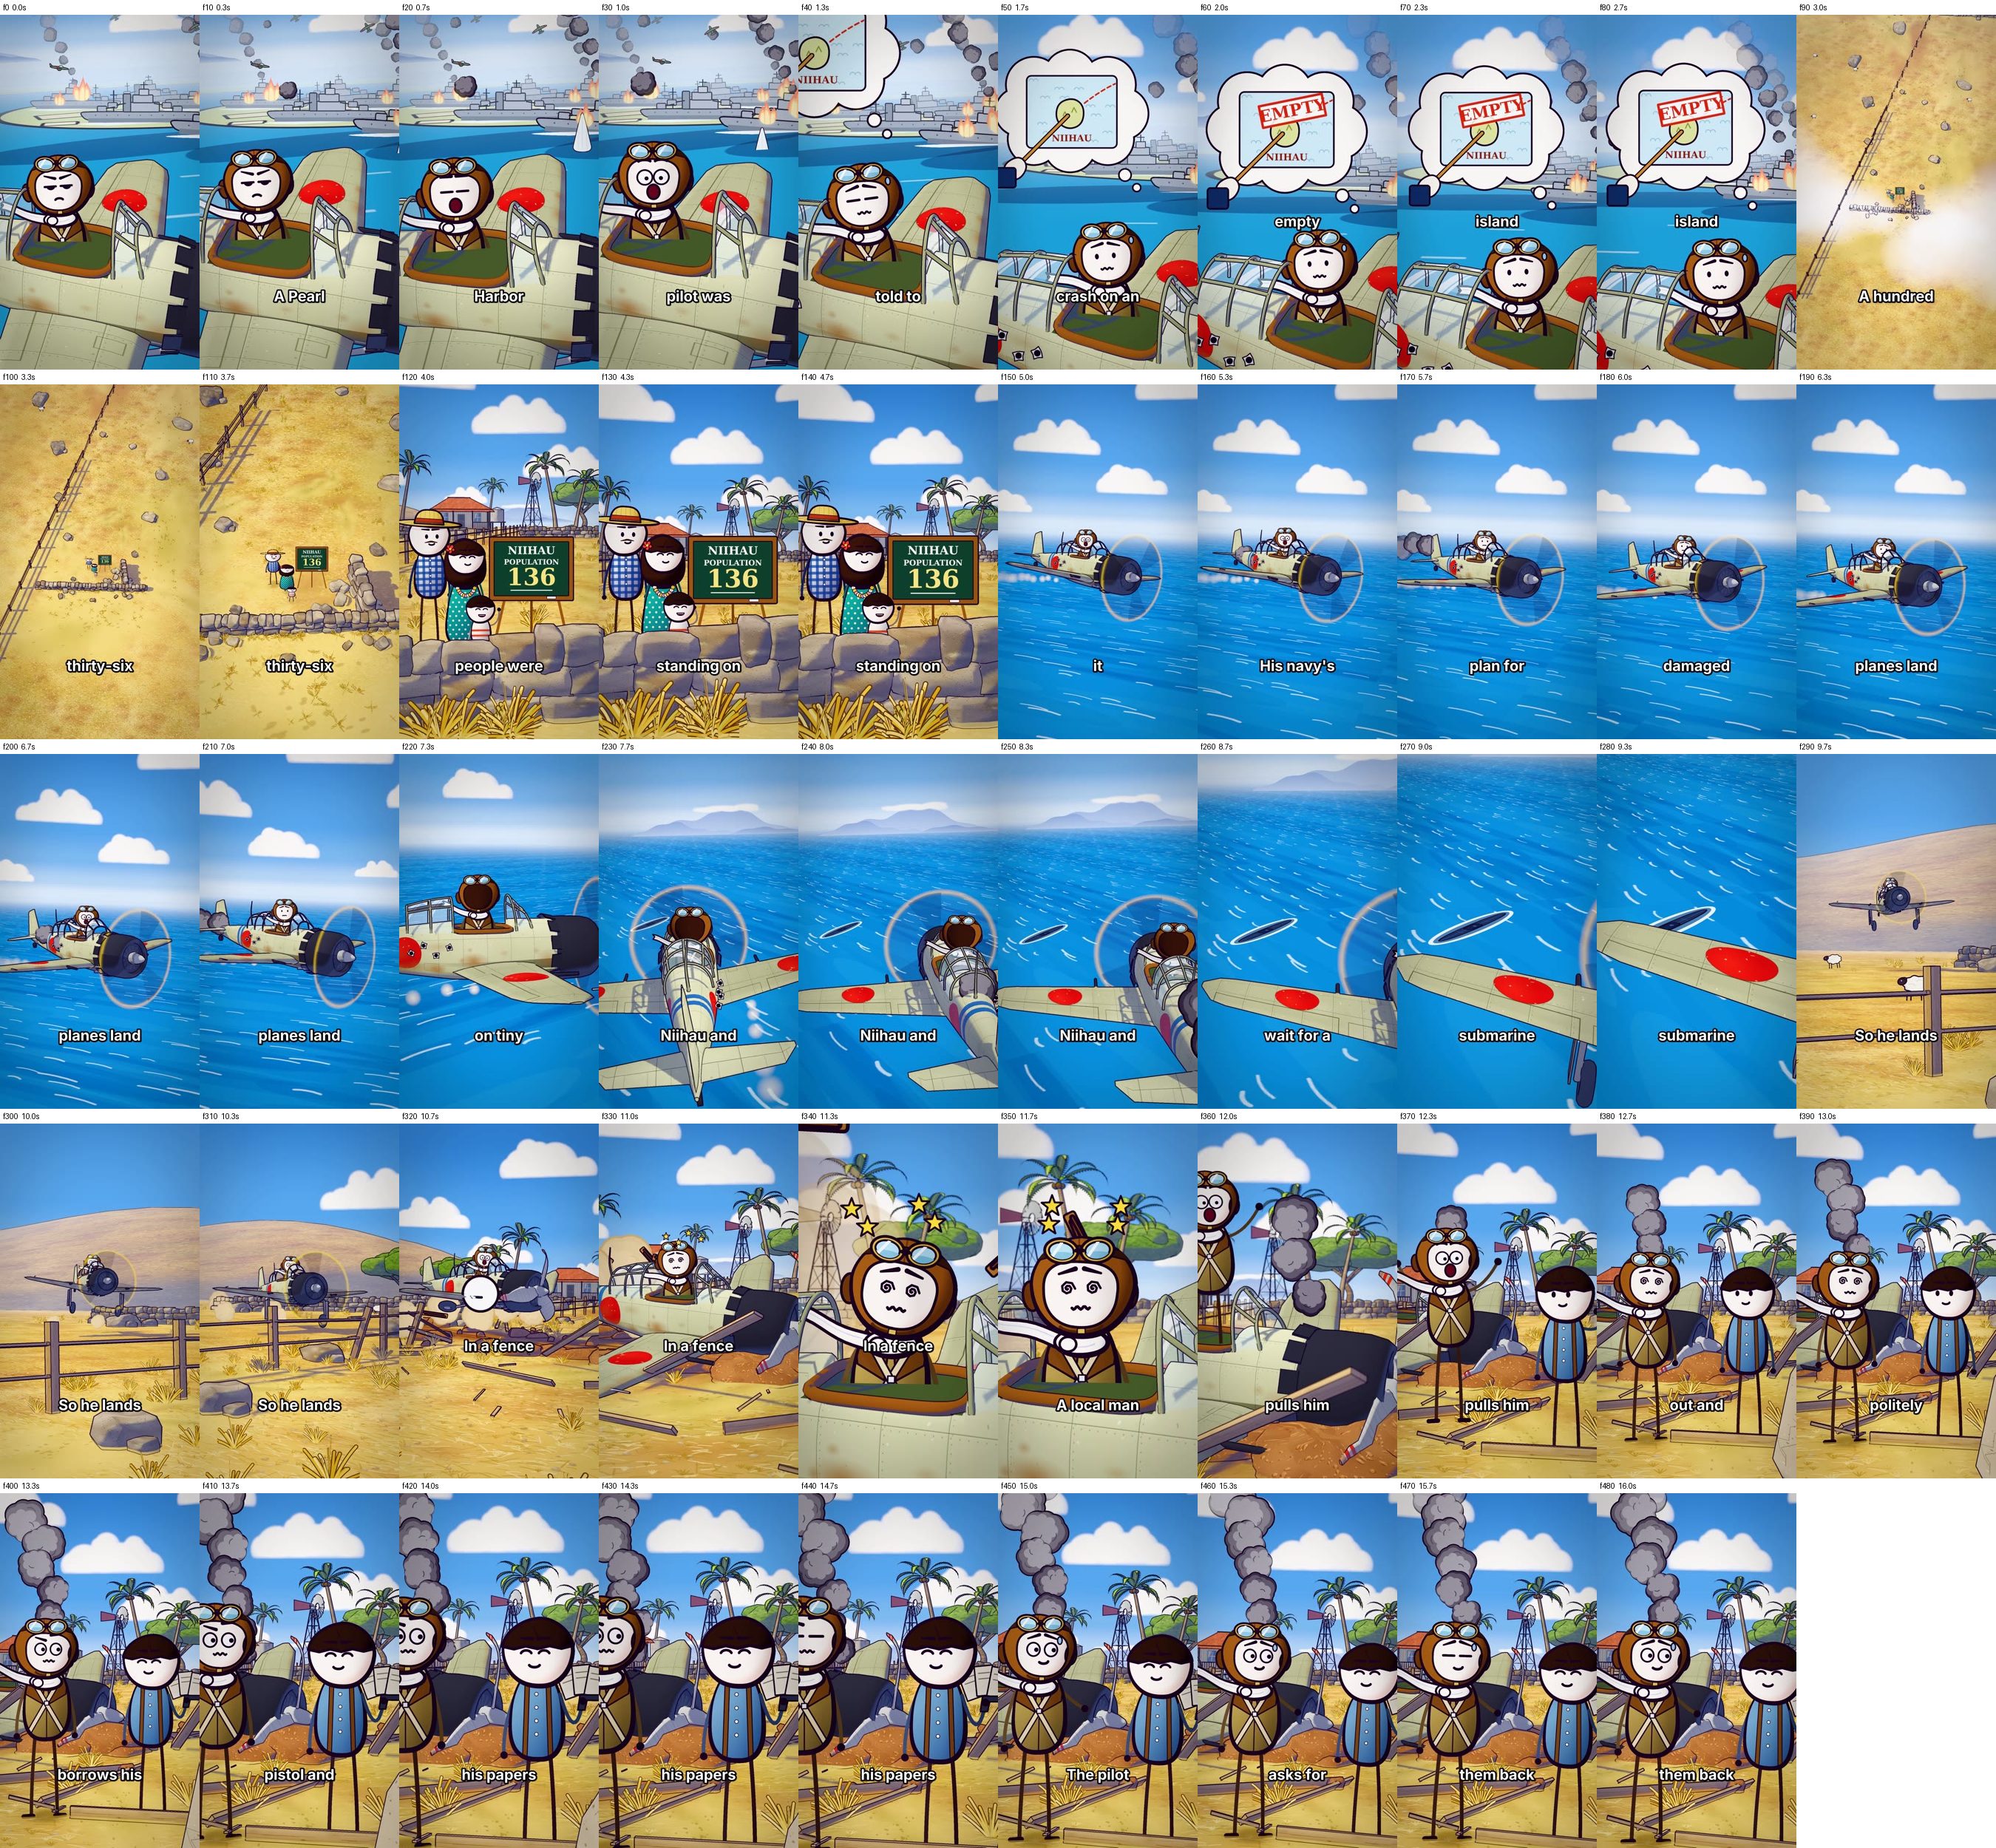 f0 0.0s
f10 0.3s
f20 0.7s
f30 1.0s
f40 1.3s
f50 1.7s
f60 2.0s
f70 2.3s
f80 2.7s
f90 3.0s
NIIHAU
NIIHAU
EMPTY
NIIHAU
EMPTY
NIIHAU
EMPTY
NIIHAU
empty
island
island
A Pearl
Harbor
pilot was
told to
crash on an
A hundred
f100 3.3s
f110 3.7s
f120 4.0s
f130 4.3s
f140 4.7s
f150 5.0s
f160 5.3s
f170 5.7s
f180 6.0s
f190 6.3s
136
NIIHAU
POPULATION
136
NIIHAU
POPULATION
136
NIIHAU
POPULATION
136
NIIHAU
POPULATION
136
thirty-six
thirty-six
people were
standing on
standing on
it
His navy's
plan for
damaged
planes land
f200 6.7s
f210 7.0s
f220 7.3s
f230 7.7s
f240 8.0s
f250 8.3s
f260 8.7s
f270 9.0s
f280 9.3s
f290 9.7s
planes land
planes land
on tiny
Niihau and
Niihau and
Niihau and
wait for a
submarine
submarine
So he lands
f300 10.0s
f310 10.3s
f320 10.7s
f330 11.0s
f340 11.3s
f350 11.7s
f360 12.0s
f370 12.3s
f380 12.7s
f390 13.0s
So he lands
So he lands
In a fence
In a fence
In a fence
A local man
pulls him
pulls him
out and
politely
f400 13.3s
f410 13.7s
f420 14.0s
f430 14.3s
f440 14.7s
f450 15.0s
f460 15.3s
f470 15.7s
f480 16.0s
borrows his
pistol and
his papers
his papers
his papers
The pilot
asks for
them back
them back